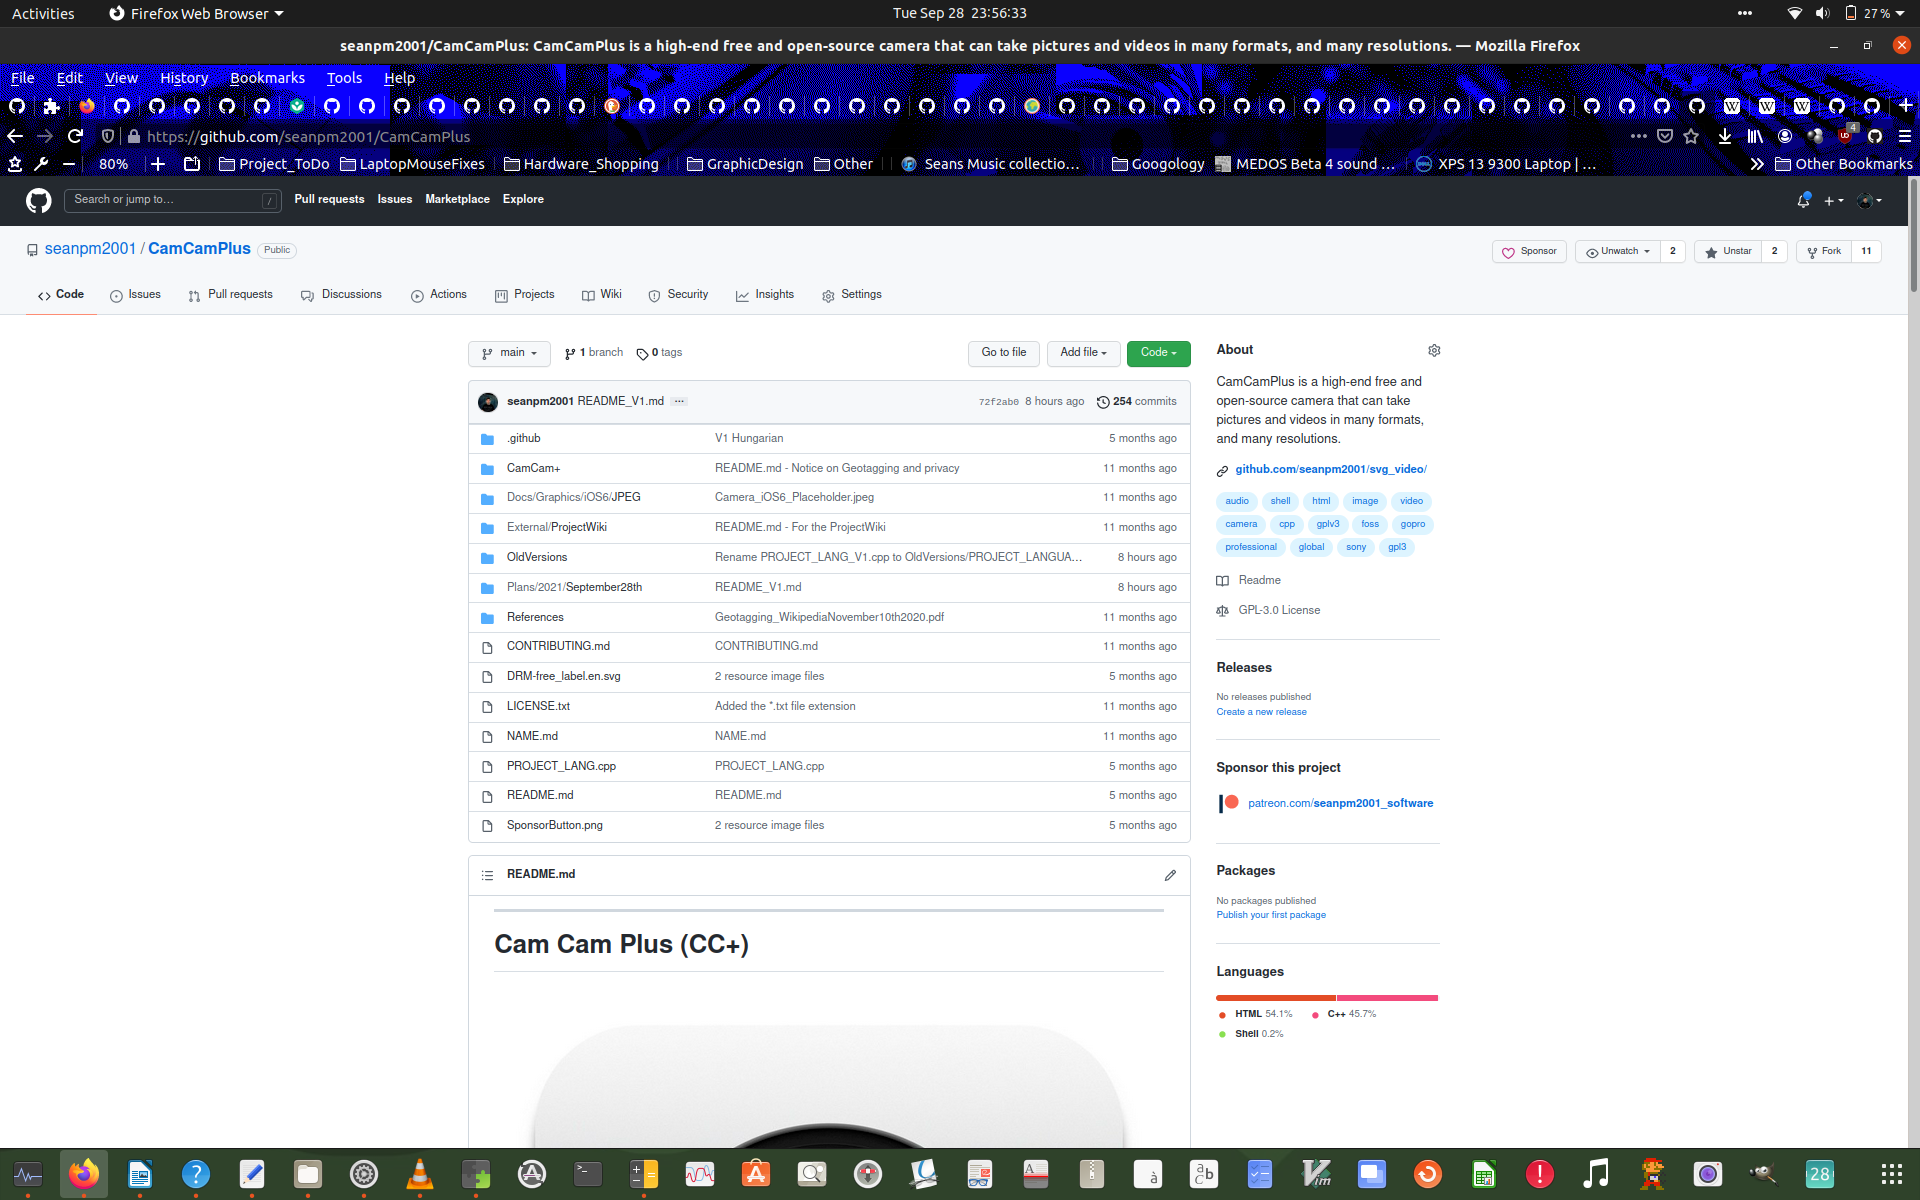 Activities
Firefox Web Browser
Tue Sep 28 23:56:33
27 %
seanpm2001/CamCamPlus: CamCamPlus is a high-end free and open-source camera that can take pictures and videos in many formats, and many resolutions. — Mozilla Firefox
File Edit View History Bookmarks Tools Help
https://github.com/seanpm2001/CamCamPlus
4
80%
Project_ToDo
LaptopMouseFixes
Hardware_Shopping
GraphicDesign
Other
Seans Music collectio…
Googology
MEDOS Beta 4 sound …
XPS 13 9300 Laptop | …
Other Bookmarks
Search or jump to…
/
Pull requests Issues Marketplace Explore
seanpm2001 / CamCamPlus Public
Sponsor
Unwatch 2
Unstar 2
Fork 11
Code
Issues
Pull requests
Discussions
Actions
Projects
Wiki
Security
Insights
Settings
main
1 branch
0 tags
Go to file
Add file
Code
seanpm2001 README_V1.md …
72f2ab0 8 hours ago
254 commits
.github V1 Hungarian 5 months ago
CamCam+ README.md - Notice on Geotagging and privacy 11 months ago
Docs/Graphics/iOS6/JPEG Camera_iOS6_Placeholder.jpeg 11 months ago
External/ProjectWiki README.md - For the ProjectWiki 11 months ago
OldVersions Rename PROJECT_LANG_V1.cpp to OldVersions/PROJECT_LANGUA… 8 hours ago
Plans/2021/September28th README_V1.md 8 hours ago
References Geotagging_WikipediaNovember10th2020.pdf 11 months ago
CONTRIBUTING.md CONTRIBUTING.md 11 months ago
DRM-free_label.en.svg 2 resource image files 5 months ago
LICENSE.txt Added the *.txt file extension 11 months ago
NAME.md NAME.md 11 months ago
PROJECT_LANG.cpp PROJECT_LANG.cpp 5 months ago
README.md README.md 5 months ago
SponsorButton.png 2 resource image files 5 months ago
README.md
Cam Cam Plus (CC+)
About
CamCamPlus is a high-end free and
open-source camera that can take
pictures and videos in many formats,
and many resolutions.
github.com/seanpm2001/svg_video/
audio shell html image video
camera cpp gplv3 foss gopro
professional global sony gpl3
Readme
GPL-3.0 License
Releases
No releases published
Create a new release
Sponsor this project
patreon.com/seanpm2001_software
Packages
No packages published
Publish your first package
Languages
HTML 54.1% C++ 45.7%
Shell 0.2%
28